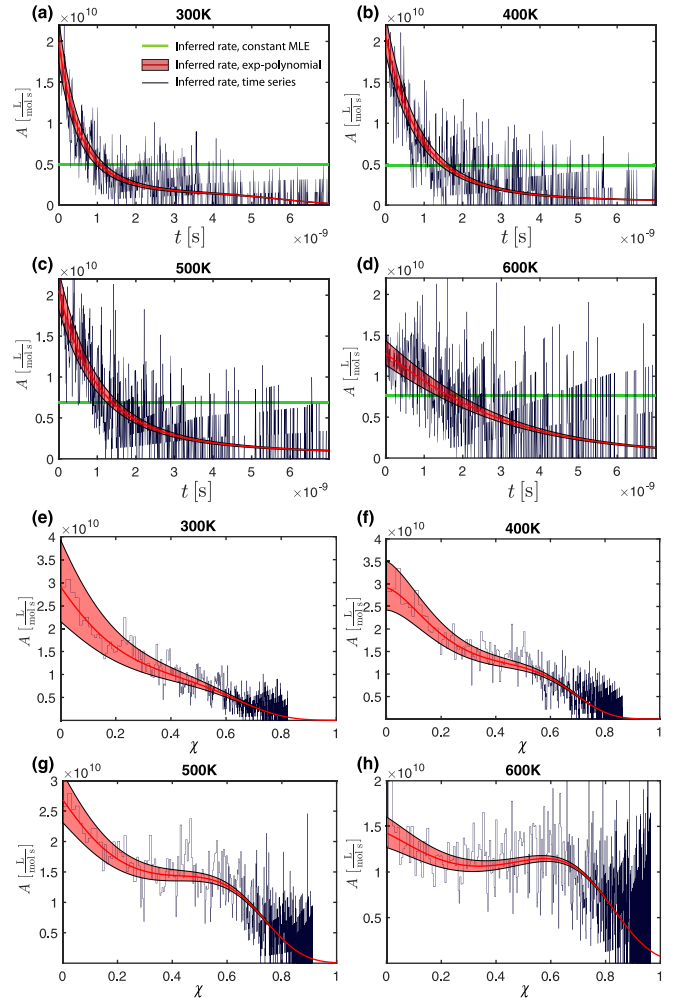 (a) 300K
×10^10
2
1.5
1
0.5
0
A [L/mol s]
Inferred rate, constant MLE
Inferred rate, exp-polynomial
Inferred rate, time series
0 1 2 3 4 5 6
t [s] ×10^-9
(b) 400K
×10^10
2
1.5
1
0.5
0
A [L/mol s]
0 1 2 3 4 5 6
t [s] ×10^-9
(c) 500K
×10^10
2
1.5
1
0.5
0
A [L/mol s]
0 1 2 3 4 5 6
t [s] ×10^-9
(d) 600K
×10^10
2
1.5
1
0.5
0
A [L/mol s]
0 1 2 3 4 5 6
t [s] ×10^-9
(e) 300K
×10^10
4
3.5
3
2.5
2
1.5
1
0.5
A [L/mol s]
0 0.2 0.4 0.6 0.8 1
χ
(f) 400K
×10^10
4
3.5
3
2.5
2
1.5
1
0.5
A [L/mol s]
0 0.2 0.4 0.6 0.8 1
χ
(g) 500K
×10^10
3
2.5
2
1.5
1
0.5
A [L/mol s]
0 0.2 0.4 0.6 0.8 1
χ
(h) 600K
×10^10
2
1.5
1
0.5
A [L/mol s]
0 0.2 0.4 0.6 0.8 1
χ